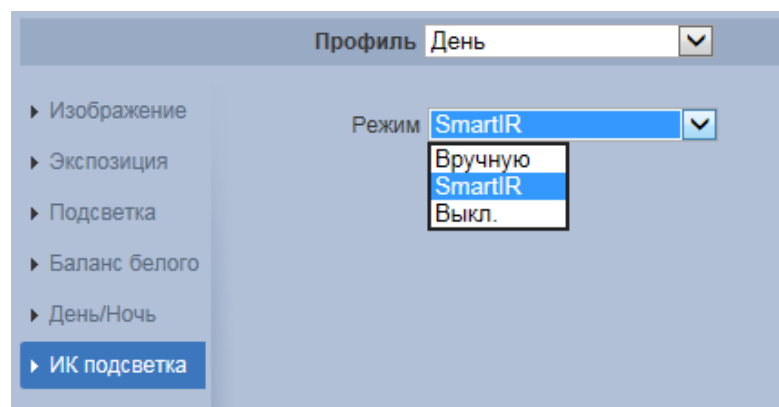 Профиль День
Изображение
Режим SmartIR
Вручную
Экспозиция
SmartIR
Выкл.
Подсветка
Баланс белого
День/Ночь
ИК подсветка